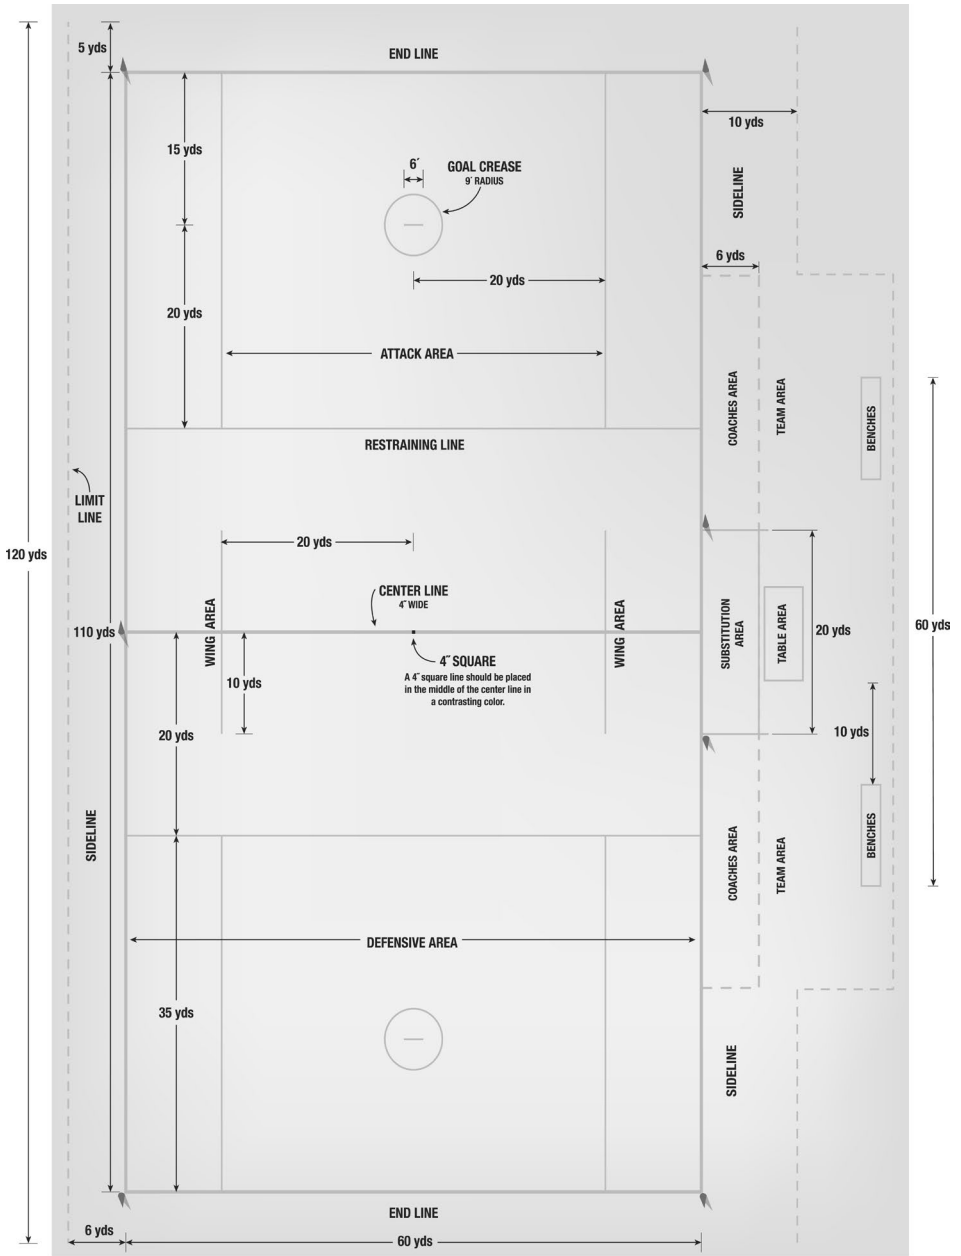 5 yds
END LINE
15 yds
10 yds
6´
GOAL CREASE
9´ RADIUS
SIDELINE
6 yds
20 yds
20 yds
ATTACK AREA
COACHES AREA
TEAM AREA
BENCHES
RESTRAINING LINE
LIMIT
LINE
20 yds
120 yds
CENTER LINE
4˝ WIDE
WING AREA
WING AREA
SUBSTITUTION
AREA
TABLE AREA
20 yds
60 yds
110 yds
4˝ SQUARE
A 4˝ square line should be placed
in the middle of the center line in
a contrasting color.
10 yds
20 yds
10 yds
SIDELINE
COACHES AREA
TEAM AREA
BENCHES
DEFENSIVE AREA
35 yds
SIDELINE
END LINE
6 yds
60 yds